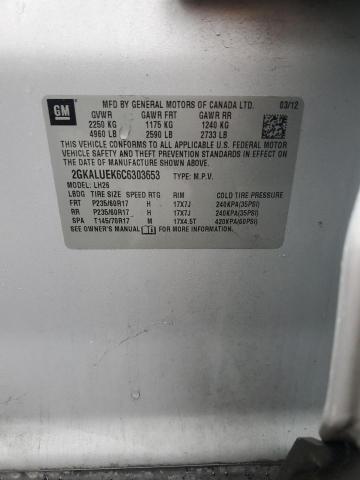 GM
MFD BY GENERAL MOTORS OF CANADA LTD. 03/12
GVWR GAWR FRT GAWR RR
2250 KG 1175 KG 1240 KG
4960 LB 2590 LB 2733 LB
THIS VEHICLE CONFORMS TO ALL APPLICABLE U.S. FEDERAL MOTOR
VEHICLE SAFETY AND THEFT PREVENTION STANDARDS IN EFFECT ON THE
DATE OF MANUFACTURE SHOWN ABOVE.
2GKALUEK6C6303653 TYPE: M.P.V.
MODEL: LH26
LBDG TIRE SIZE SPEED RTG RIM COLD TIRE PRESSURE
FRT P235/60R17 H 17X7J 240KPA(35PSI)
RR P235/60R17 H 17X7J 240KPA(35PSI)
SPA T145/70R17 M 17X4.5T 420KPA(60PSI)
SEE OWNER'S MANUAL FOR MORE INFORMATION.